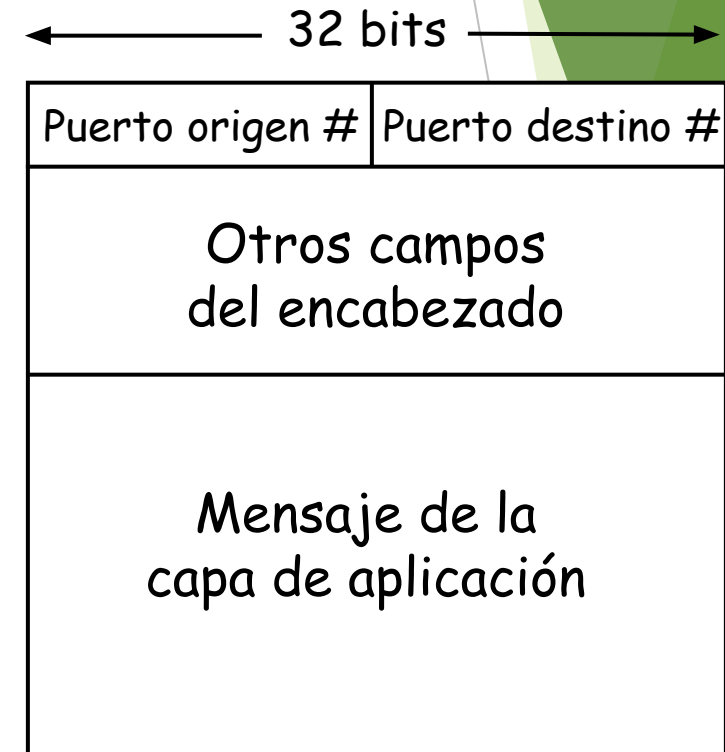 32 bits
Puerto origen # Puerto destino #
Otros campos
del encabezado
Mensaje de la
capa de aplicación